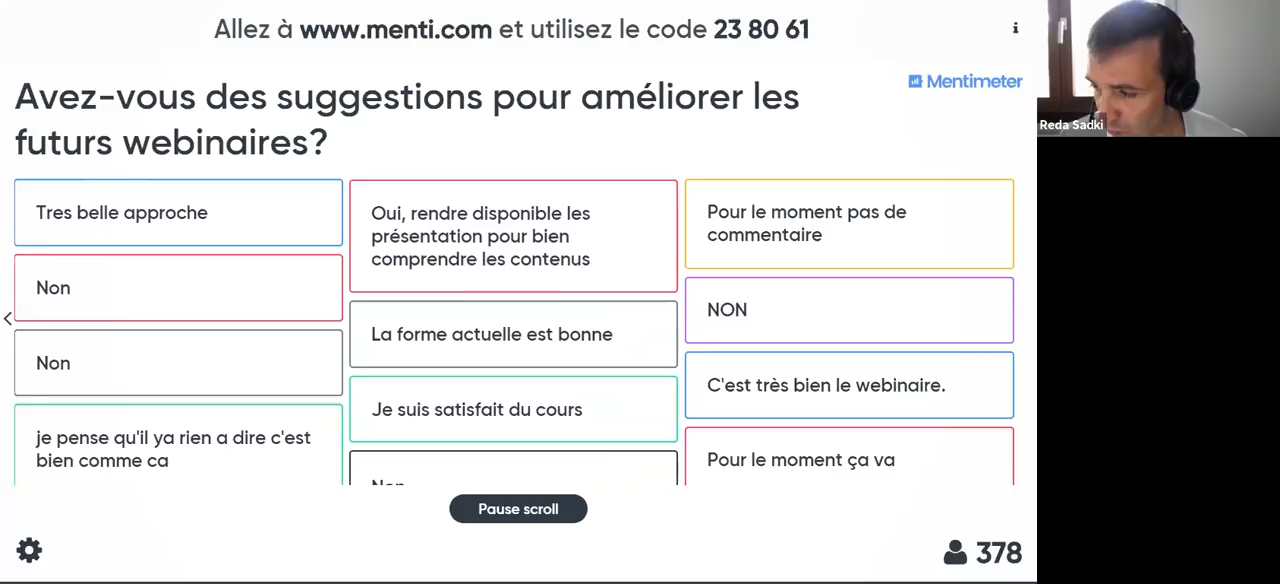 Allez à www.menti.com et utilisez le code 23 80 61
Mentimeter
Avez-vous des suggestions pour améliorer les
futurs webinaires?
Tres belle approche
Non
Non
je pense qu'il ya rien a dire c'est
bien comme ca
Oui, rendre disponible les
présentation pour bien
comprendre les contenus
La forme actuelle est bonne
Je suis satisfait du cours
Non
Pour le moment pas de
commentaire
NON
C'est très bien le webinaire.
Pour le moment ça va
Pause scroll
378
Reda Sadki